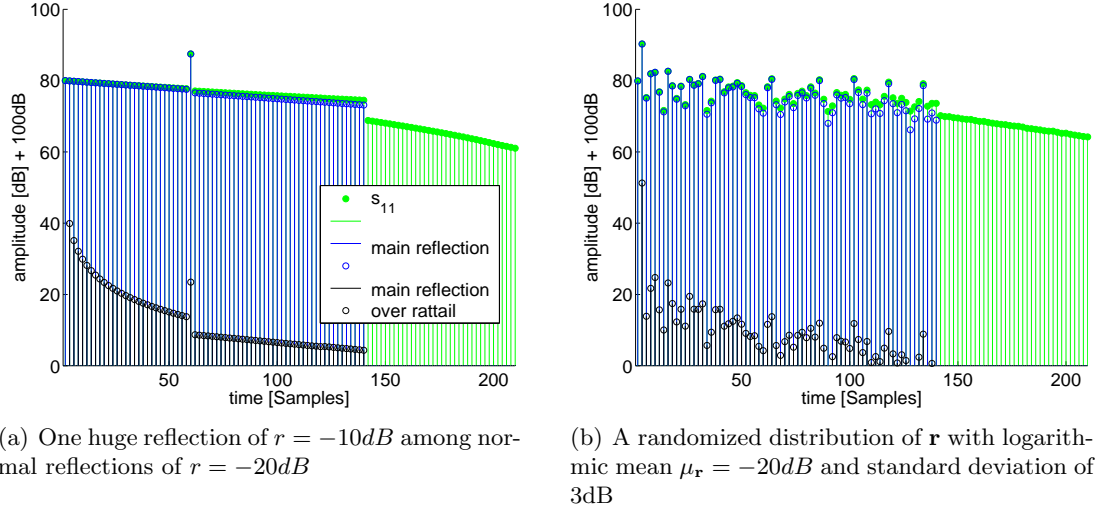 100
80
60
40
20
0
amplitude [dB] + 100dB
50
100
150
200
time [Samples]
s_11
main reflection
main reflection
over rattail
(a) One huge reflection of r = −10dB among nor-
mal reflections of r = −20dB
100
80
60
40
20
0
amplitude [dB] + 100dB
50
100
150
200
time [Samples]
(b) A randomized distribution of r with logarith-
mic mean μ_r = −20dB and standard deviation of
3dB